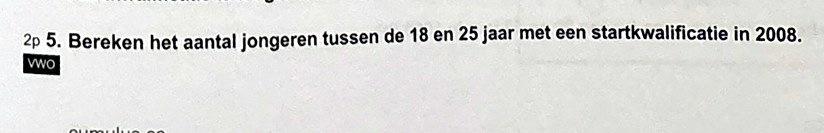 2p 5. Bereken het aantal jongeren tussen de 18 en 25 jaar met een startkwalificatie in 2008.
VWO